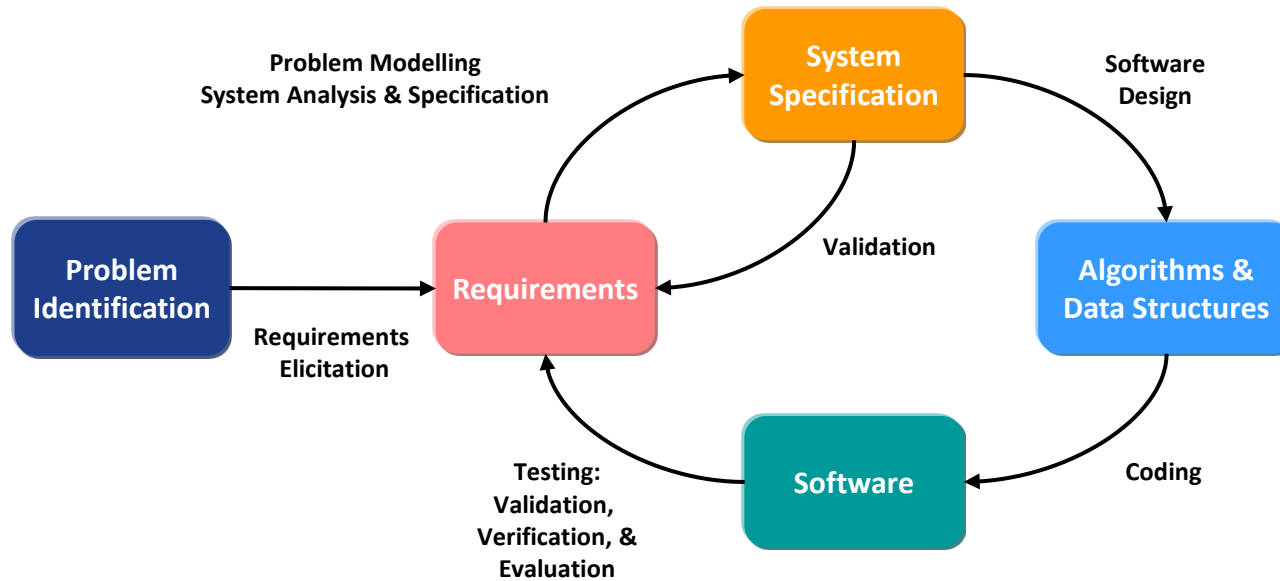 Problem Modelling
System Analysis & Specification
System
Specification
Software
Design
Problem
Identification
Requirements
Elicitation
Requirements
Validation
Algorithms &
Data Structures
Testing:
Validation,
Verification, &
Evaluation
Software
Coding